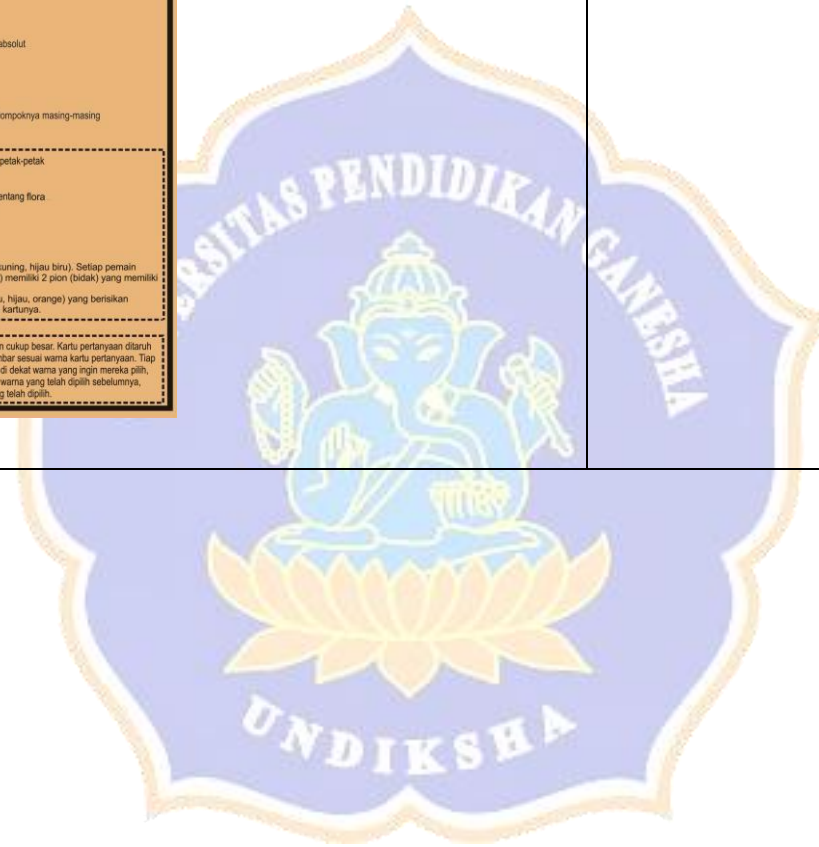 absolut
ompoknya masing-masing
petak-petak
entang flora
kuning, hijau biru). Setiap pemain
) memiliki 2 pion (bidak) yang memiliki
u, hijau, orange) yang berisikan
kartunya.
n cukup besar. Kartu pertanyaan ditaruh
nbar sesuai warna kartu pertanyaan. Tiap
di dekat warna yang ingin mereka pilih,
warna yang telah dipilih sebelumnya,
g telah dipilih.
ERSITAS PENDIDIKAN GANESHA
UNDIKSHA